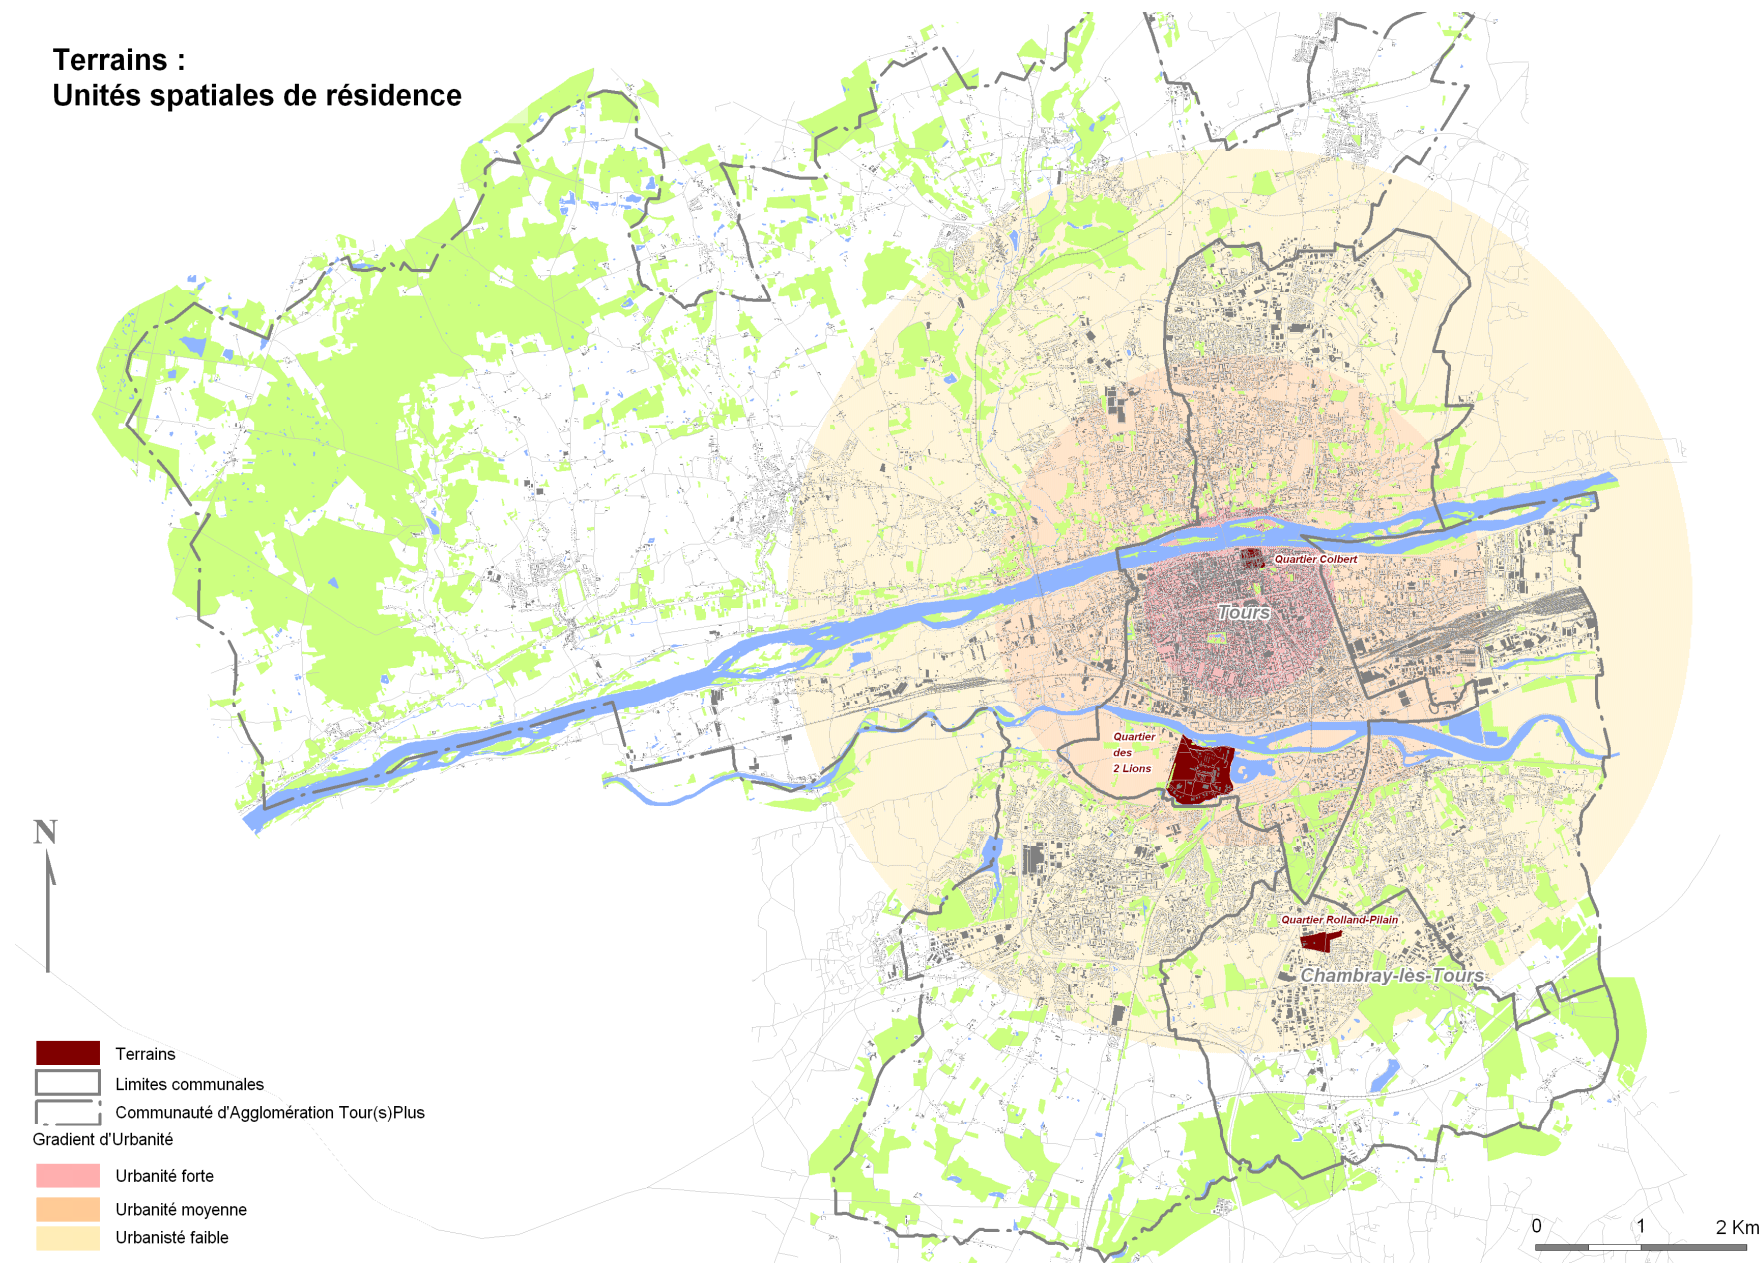 Terrains :
Unités spatiales de résidence
Quartier Colbert
Tours
Quartier
des
2 Lions
Quartier Rolland-Pilain
Chambray-lès-Tours
N
Terrains
Limites communales
Communauté d'Agglomération Tour(s)Plus
Gradient d'Urbanité
Urbanité forte
Urbanité moyenne
Urbanisté faible
0 1 2 Km